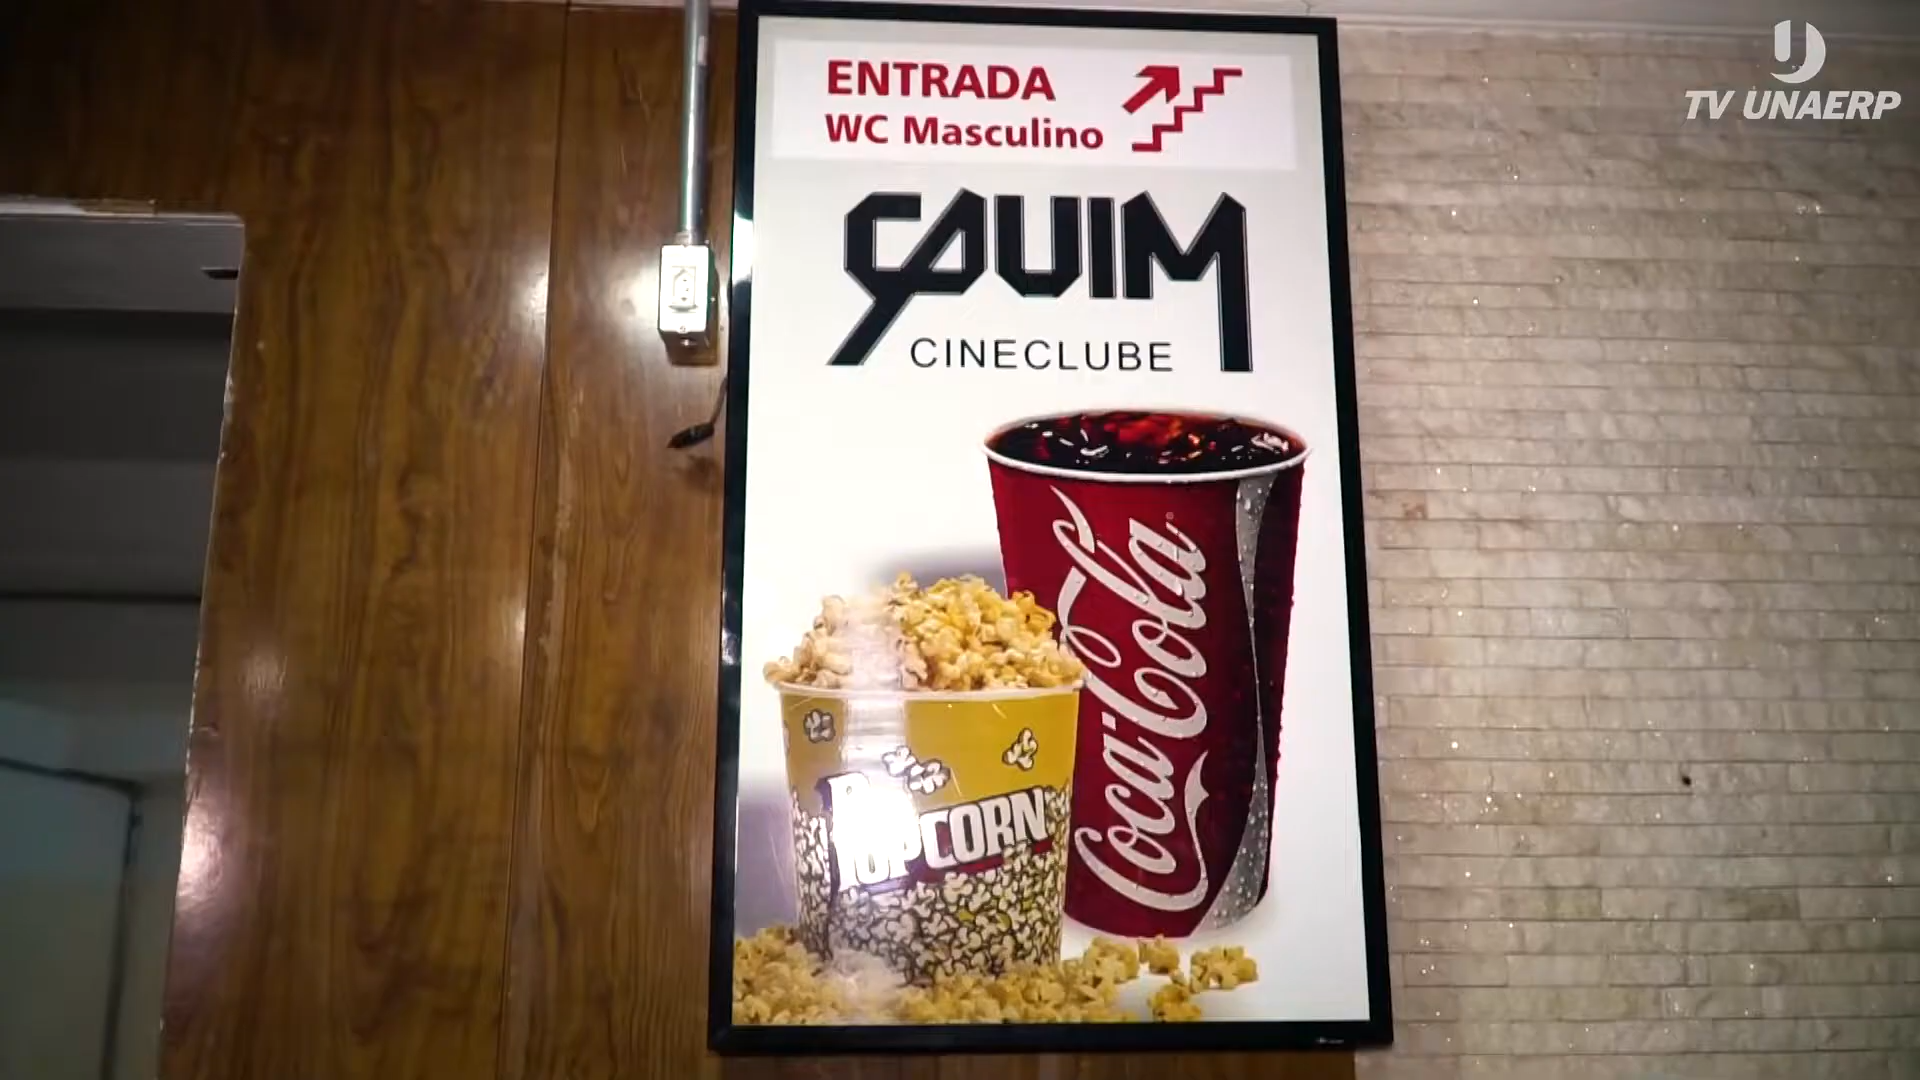 ENTRADA
WC Masculino
CAUIM
CINECLUBE
Coca-Cola
POPCORN
TV UNAERP